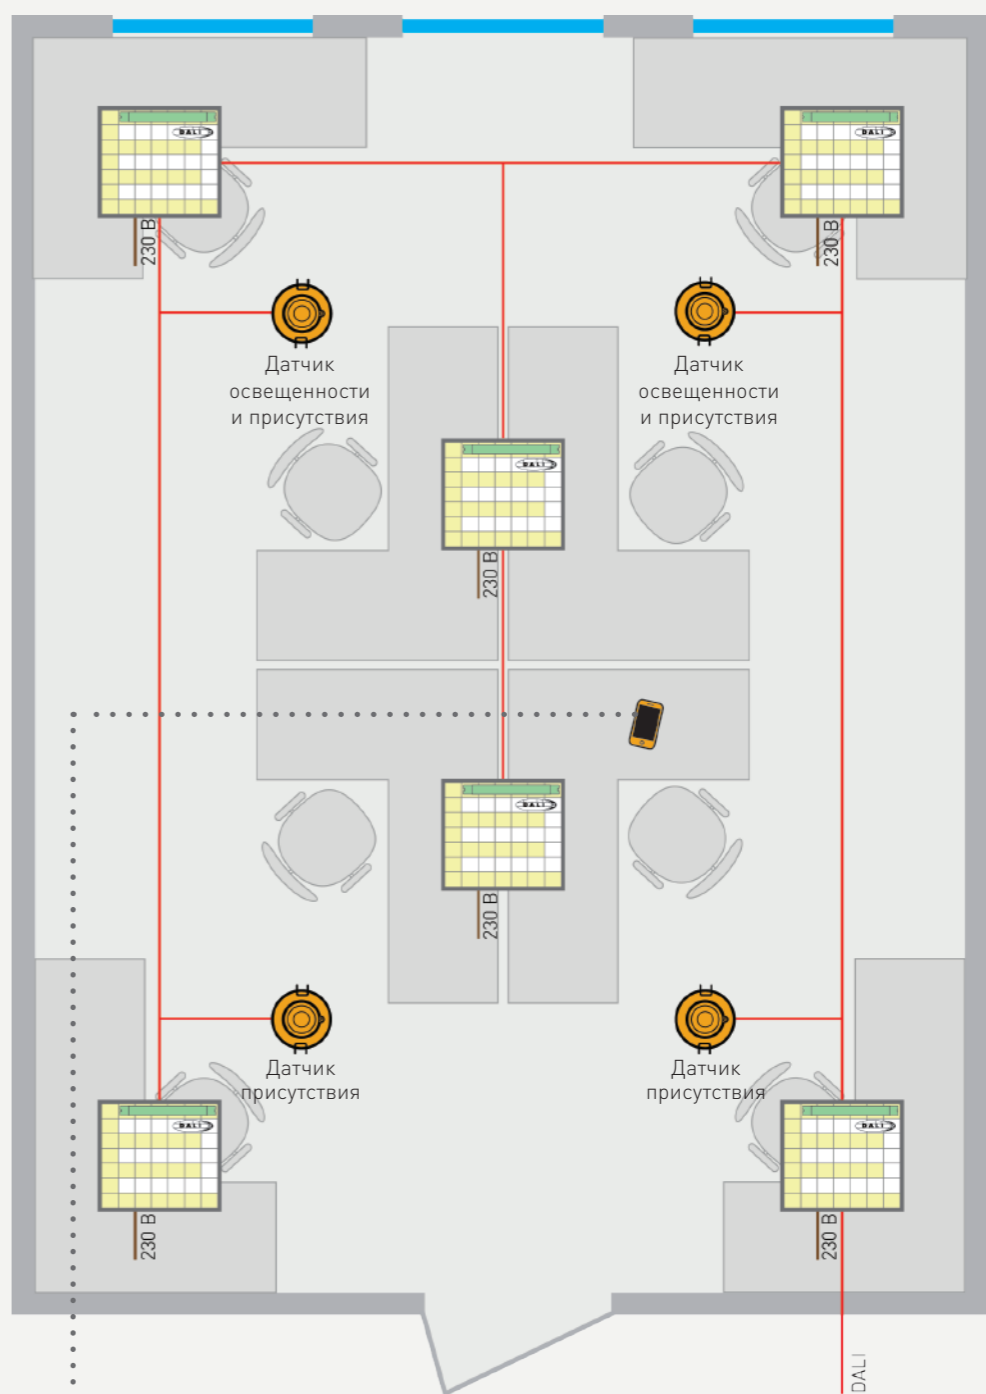 DALI
DALI
230 В
230 В
Датчик
освещенности
и присутствия
Датчик
освещенности
и присутствия
DALI
230 В
DALI
230 В
Датчик
присутствия
Датчик
присутствия
DALI
DALI
230 В
230 В
DALI